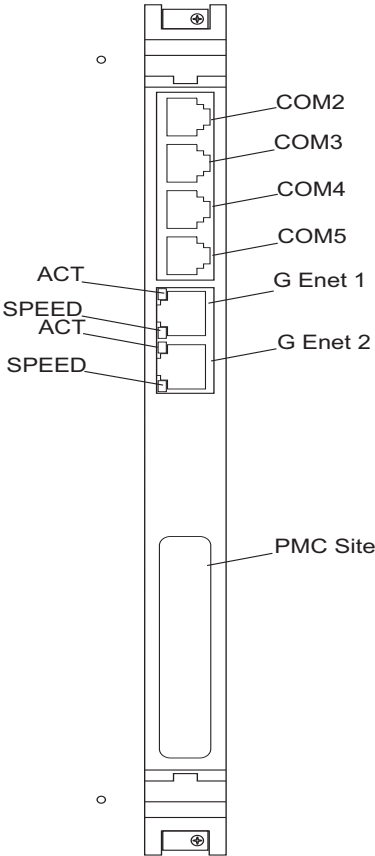 COM2
COM3
COM4
COM5
ACT
G Enet 1
SPEED
ACT
G Enet 2
SPEED
PMC Site